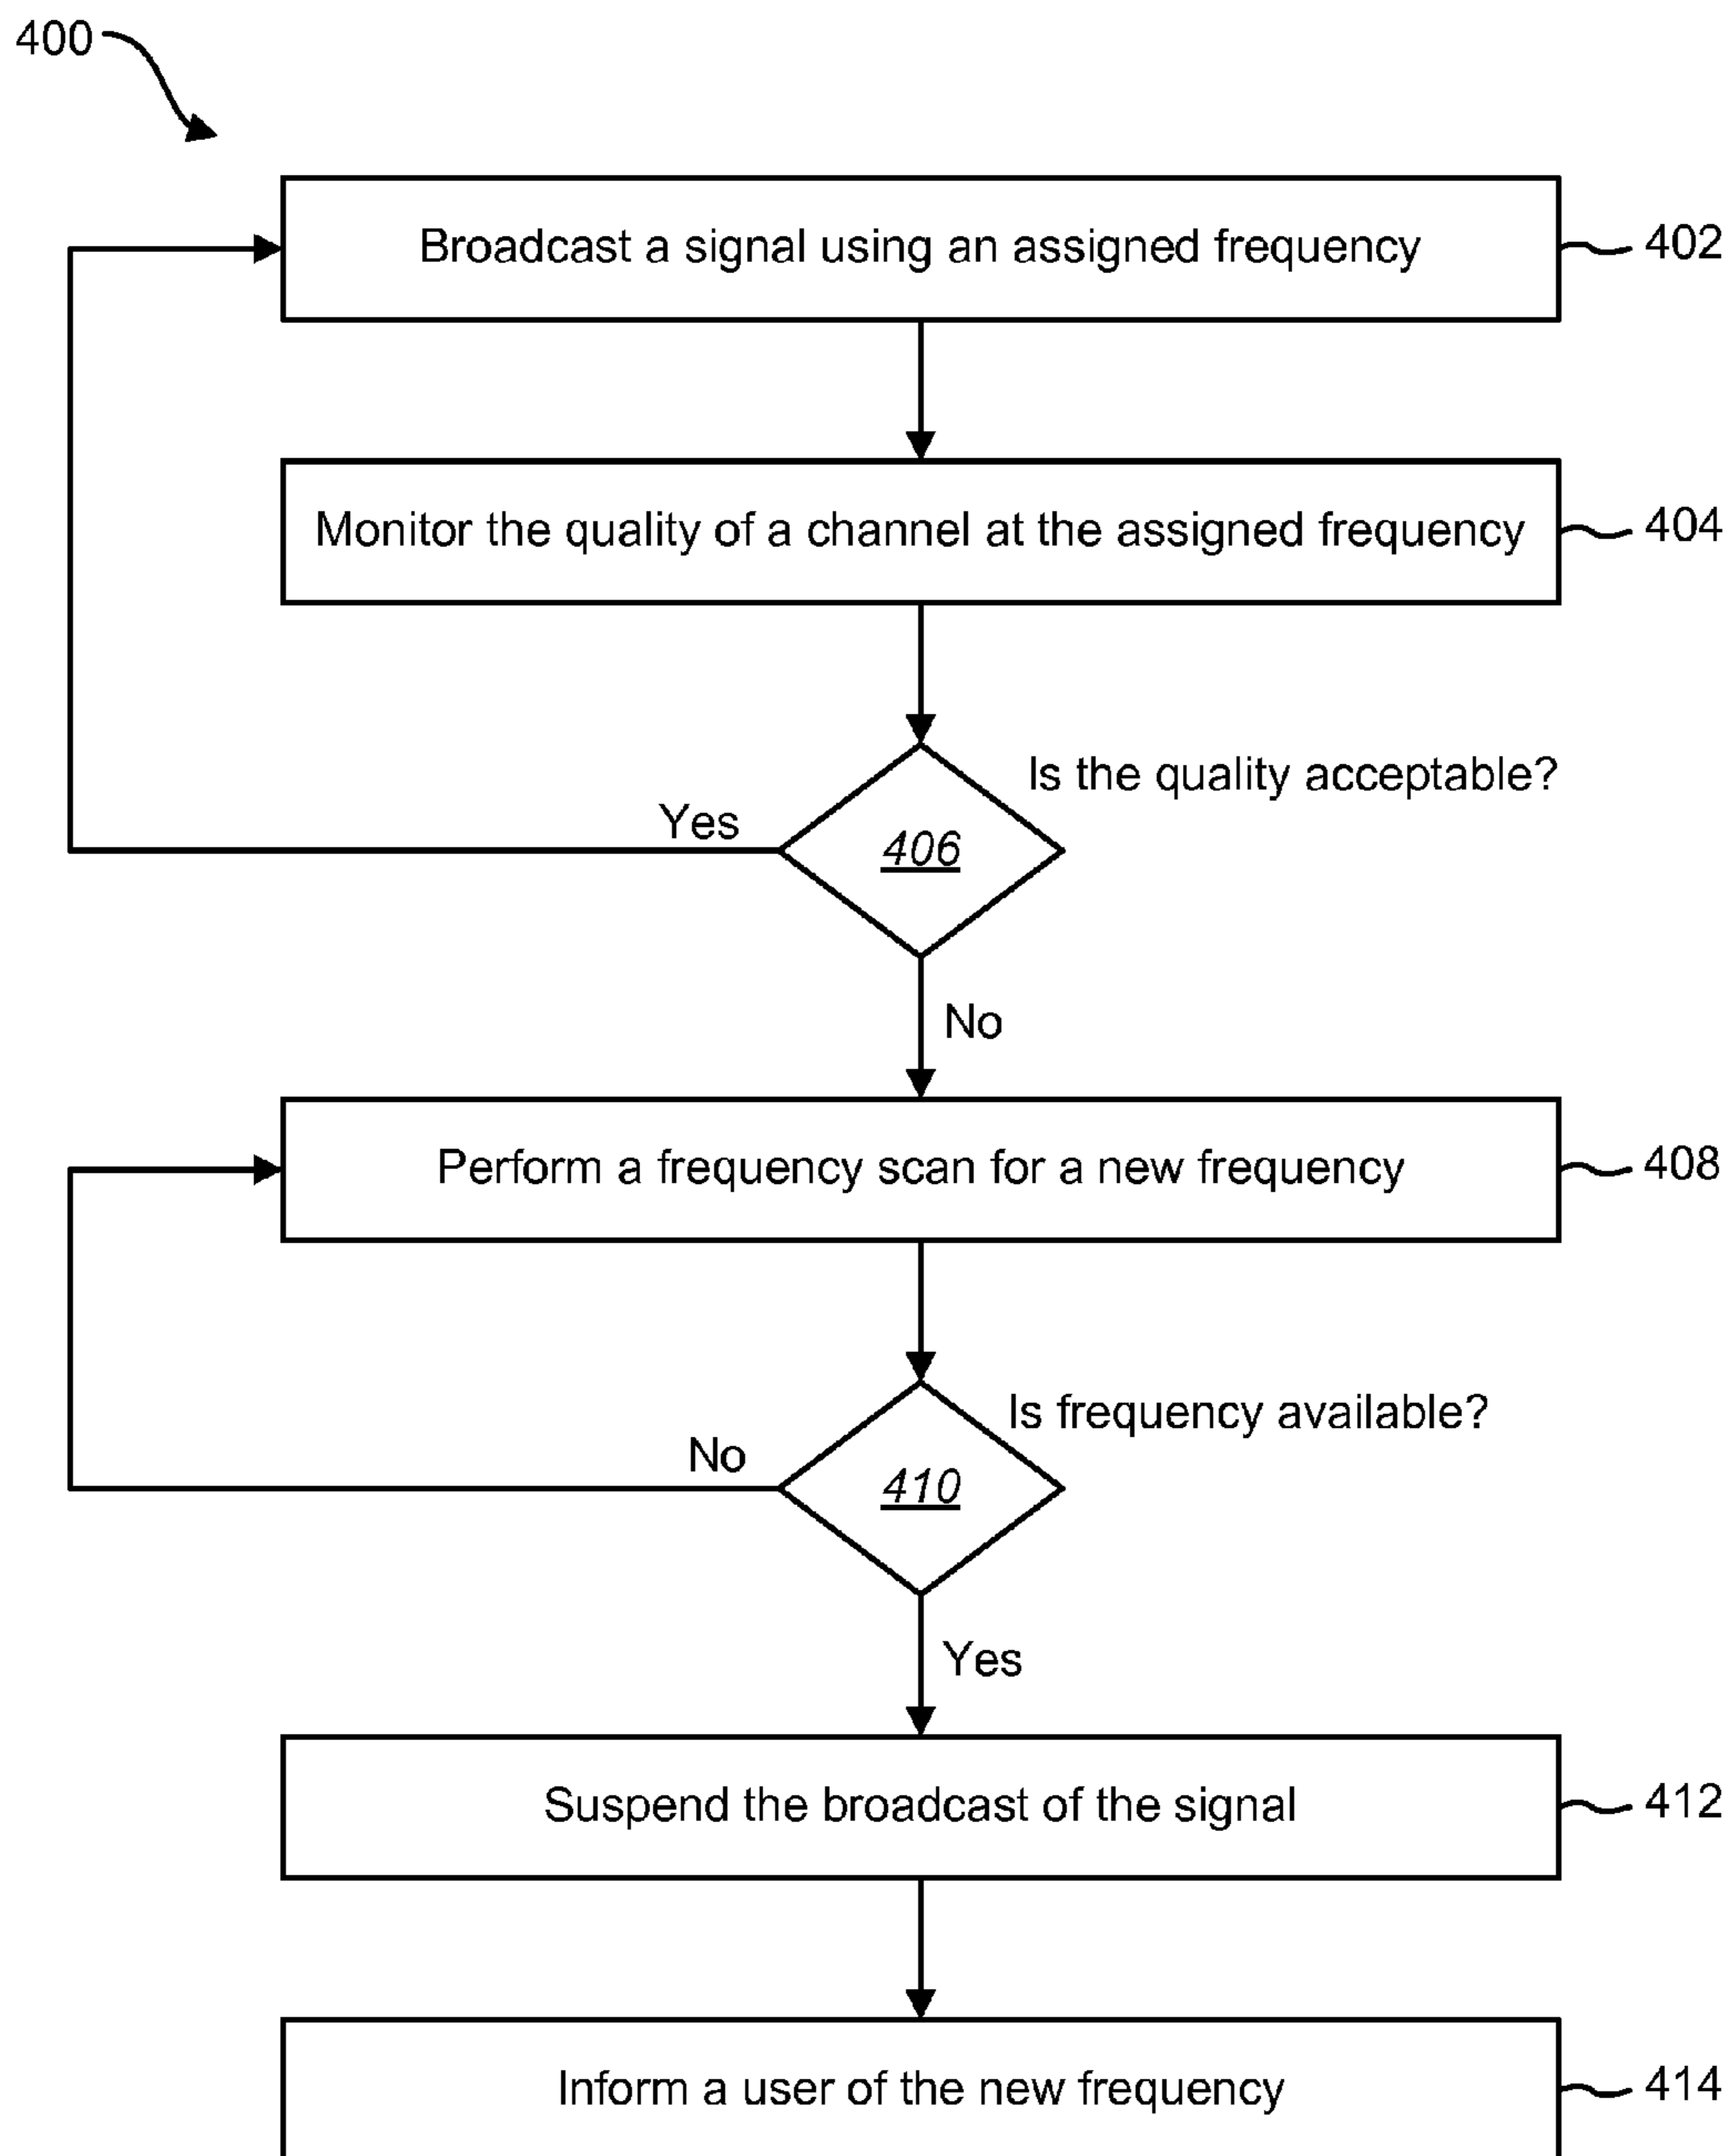 400
Broadcast a signal using an assigned frequency
402
Monitor the quality of a channel at the assigned frequency
404
Is the quality acceptable?
Yes
406
No
Perform a frequency scan for a new frequency
408
Is frequency available?
No
410
Yes
Suspend the broadcast of the signal
412
Inform a user of the new frequency
414